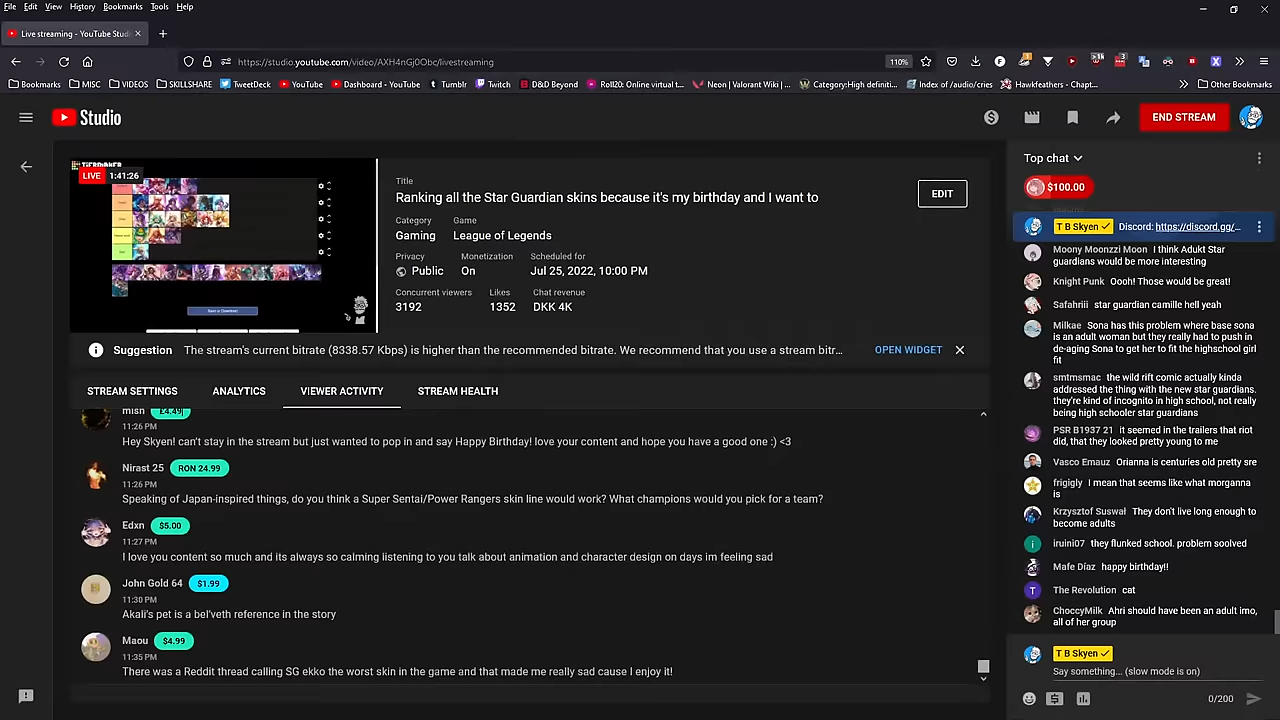 File Edit View History Bookmarks Tools Help
Live streaming - YouTube Studi
https://studio.youtube.com/video/AXH4nGj0Obc/livestreaming
110%
Bookmarks MISC VIDEOS SKILLSHARE TweetDeck YouTube Dashboard - YouTube Tumblr Twitch D&D Beyond Roll20: Online virtual t... Neon | Valorant Wiki |... Category:High definiti... Index of /audio/cries Hawkfeathers - Chapt... Other Bookmarks
Studio
END STREAM
LIVE 1:41:26
Title
Ranking all the Star Guardian skins because it's my birthday and I want to
EDIT
Category Game
Gaming League of Legends
Privacy Monetization Scheduled for
Public On Jul 25, 2022, 10:00 PM
Concurrent viewers Likes Chat revenue
3192 1352 DKK 4K
Suggestion The stream's current bitrate (8338.57 Kbps) is higher than the recommended bitrate. We recommend that you use a stream bitr... OPEN WIDGET
STREAM SETTINGS ANALYTICS VIEWER ACTIVITY STREAM HEALTH
mish £4.49
11:26 PM
Hey Skyen! can't stay in the stream but just wanted to pop in and say Happy Birthday! love your content and hope you have a good one :) <3
Nirast 25 RON 24.99
11:26 PM
Speaking of Japan-inspired things, do you think a Super Sentai/Power Rangers skin line would work? What champions would you pick for a team?
Edxn $5.00
11:27 PM
I love you content so much and its always so calming listening to you talk about animation and character design on days im feeling sad
John Gold 64 $1.99
11:30 PM
Akali's pet is a bel'veth reference in the story
Maou $4.99
11:35 PM
There was a Reddit thread calling SG ekko the worst skin in the game and that made me really sad cause I enjoy it!
Top chat
$100.00
T B Skyen Discord: https://discord.gg/...
Moony Moonzzi Moon I think Adukt Star
guardians would be more interesting
Knight Punk Oooh! Those would be great!
Safahriii star guardian camille hell yeah
Milkae Sona has this problem where base sona
is an adult woman but they really had to push in
de-aging Sona to get her to fit the highschool girl
fit
smtmsmac the wild rift comic actually kinda
addressed the thing with the new star guardians.
they're kind of incognito in high school, not really
being high schooler star guardians
PSR B1937 21 it seemed in the trailers that riot
did, that they looked pretty young to me
Vasco Emauz Orianna is centuries old pretty sre
frigigly I mean that seems like what morganna
is
Krzysztof Suswał They don't live long enough to
become adults
iruini07 they flunked school. problem soolved
Mafe Díaz happy birthday!!
The Revolution cat
ChoccyMilk Ahri should have been an adult imo,
all of her group
T B Skyen
Say something... (slow mode is on)
0/200